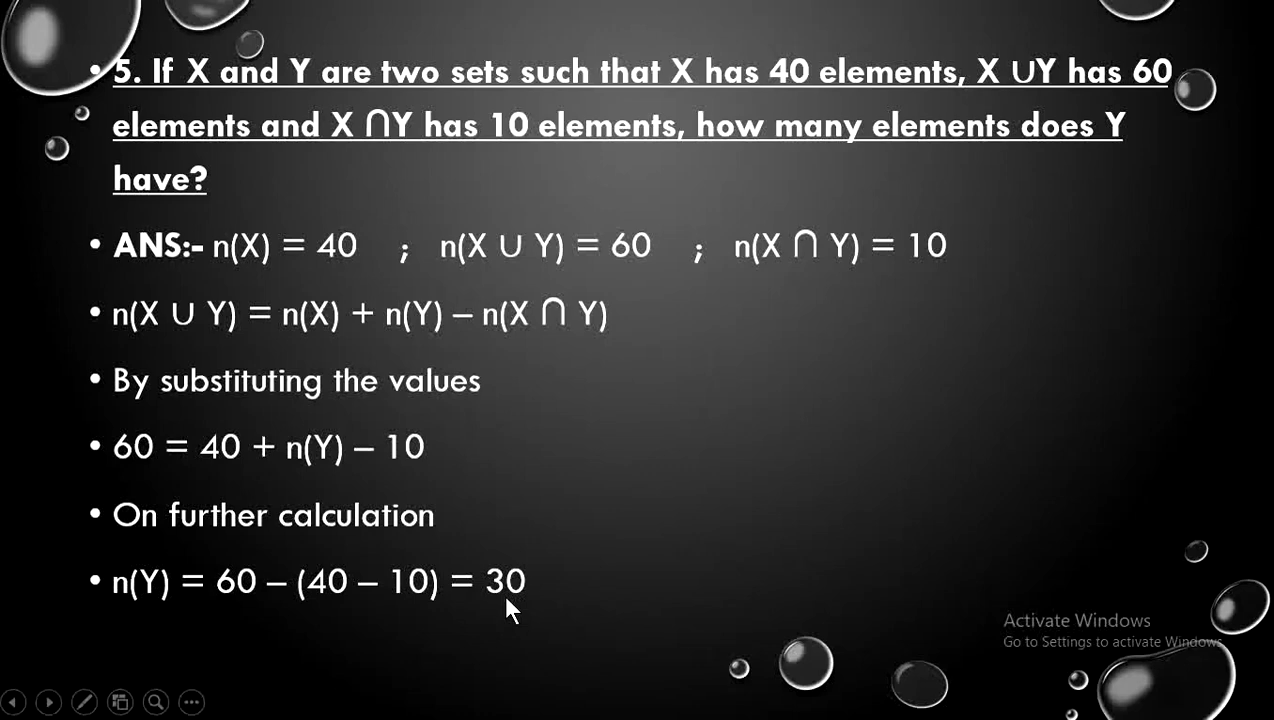 • 5. If X and Y are two sets such that X has 40 elements, X ∪Y has 60
elements and X ∩Y has 10 elements, how many elements does Y
have?
• ANS:- n(X) = 40 ; n(X ∪ Y) = 60 ; n(X ∩ Y) = 10
• n(X ∪ Y) = n(X) + n(Y) – n(X ∩ Y)
• By substituting the values
• 60 = 40 + n(Y) – 10
• On further calculation
• n(Y) = 60 – (40 – 10) = 30
Activate Windows
Go to Settings to activate Windows.